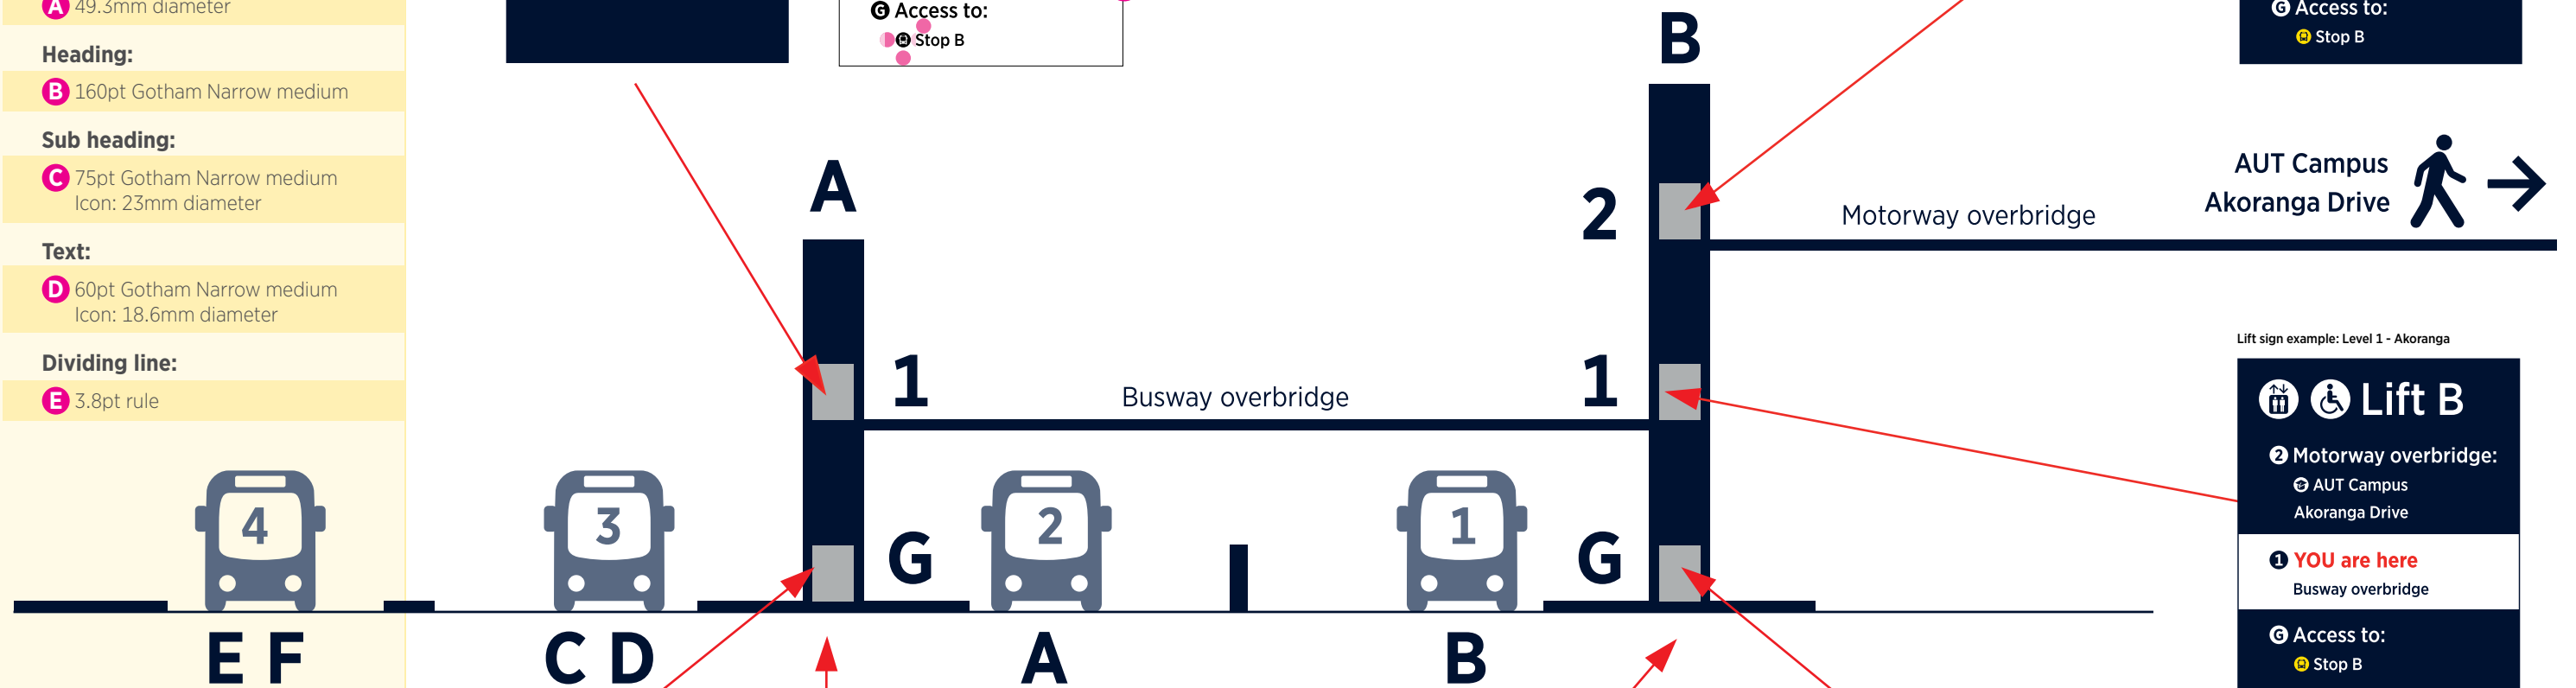 A 49.3mm diameter
Heading:
B 160pt Gotham Narrow medium
Sub heading:
C 75pt Gotham Narrow medium
Icon: 23mm diameter
Text:
D 60pt Gotham Narrow medium
Icon: 18.6mm diameter
Dividing line:
E 3.8pt rule
G Access to:
Stop B
B
G Access to:
Stop B
A
2
Motorway overbridge
AUT Campus
Akoranga Drive
1
Busway overbridge
1
Lift sign example: Level 1 - Akoranga
Lift B
2 Motorway overbridge:
AUT Campus
Akoranga Drive
1 YOU are here
Busway overbridge
G Access to:
Stop B
4
3
G
2
1
G
E F
C D
A
B